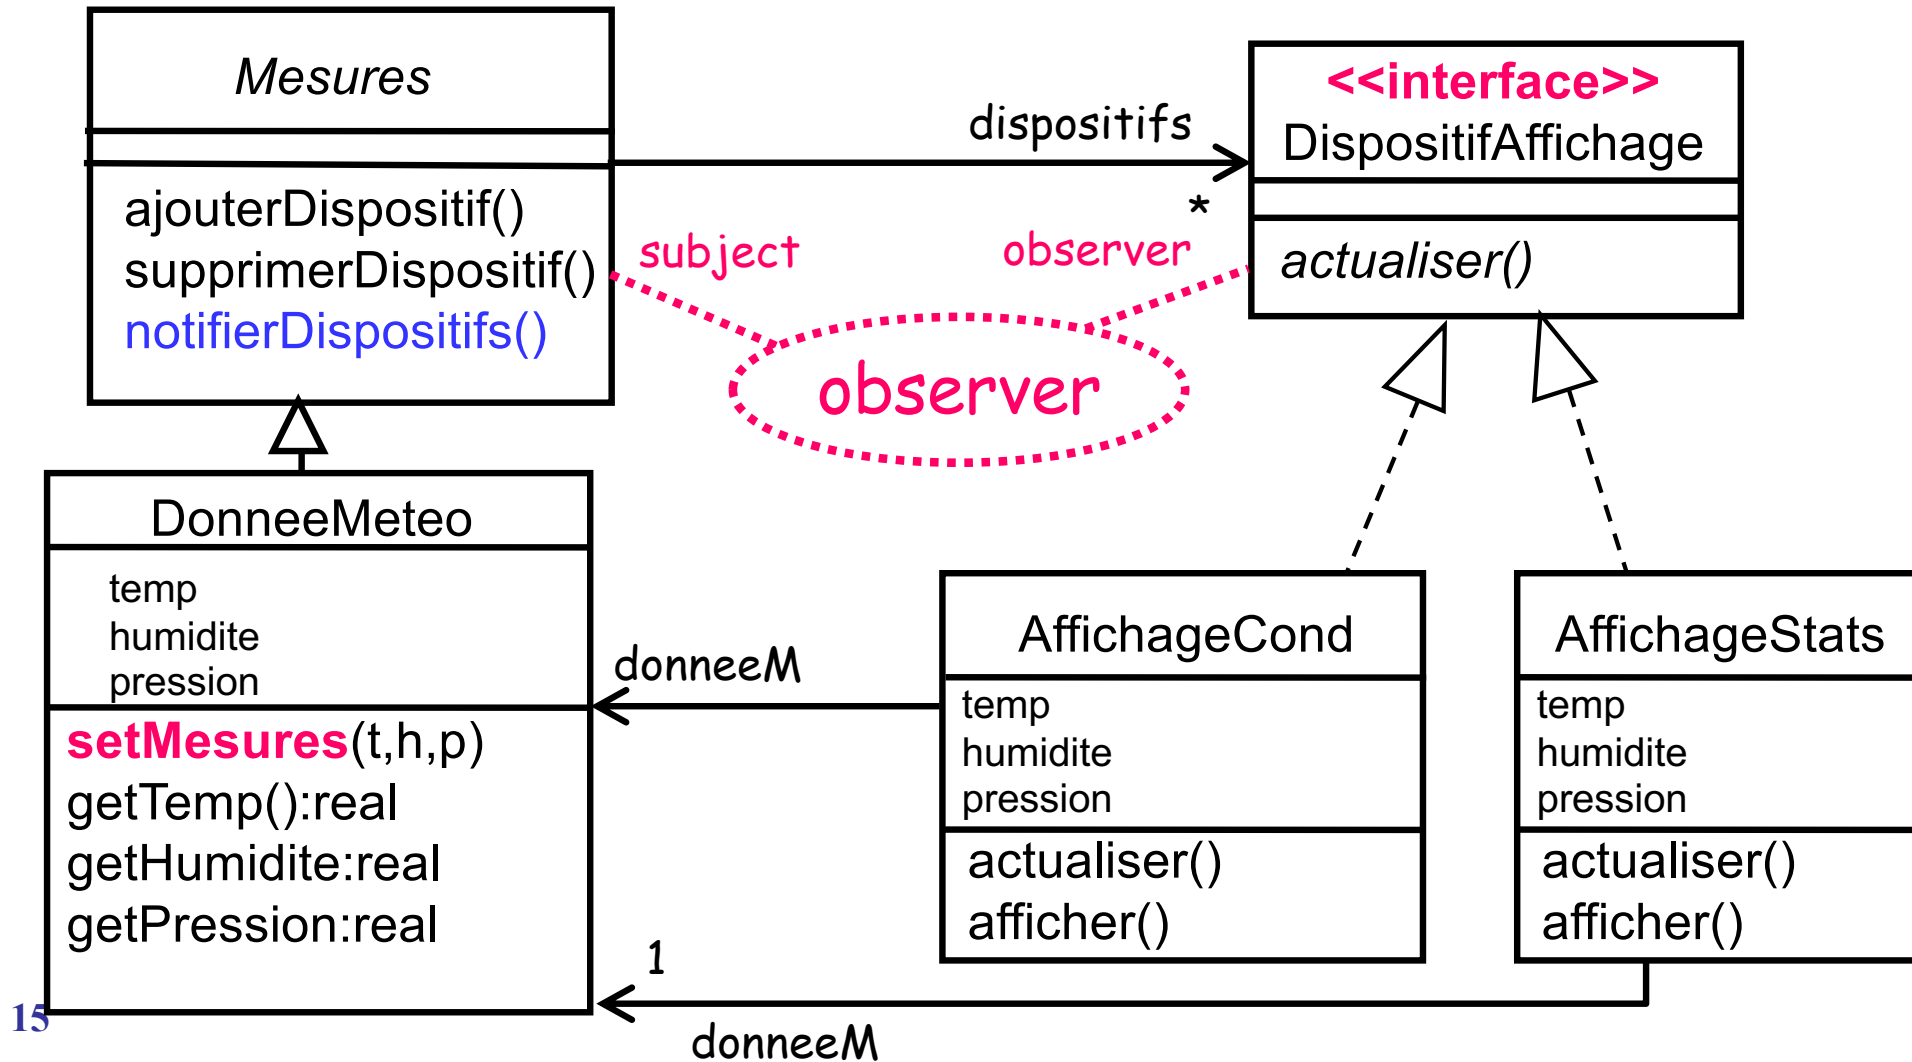 Mesures
ajouterDispositif()
supprimerDispositif()
notifierDispositifs()
dispositifs
*
<<interface>>
DispositifAffichage
actualiser()
subject
observer
observer
DonneeMeteo
temp
humidite
pression
setMesures(t,h,p)
getTemp():real
getHumidite:real
getPression:real
donneeM
AffichageCond
temp
humidite
pression
actualiser()
afficher()
AffichageStats
temp
humidite
pression
actualiser()
afficher()
1
donneeM
15